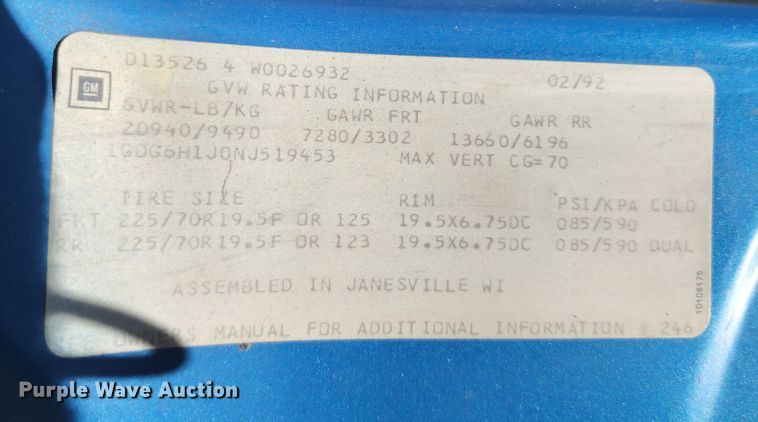 D13526 4 W0026932 02/92
GVW RATING INFORMATION
GM
GVWR-LB/KG GAWR FRT GAWR RR
20940/9490 7280/3302 13660/6196
1GDG6H1J0NJ519453 MAX VERT CG=70
TIRE SIZE RIM PSI/KPA COLD
FRT 225/70R19.5F OR 125 19.5X6.75DC 085/590
RR 225/70R19.5F OR 123 19.5X6.75DC 085/590 DUAL
ASSEMBLED IN JANESVILLE WI
10106175
SEE OWNERS MANUAL FOR ADDITIONAL INFORMATION 246
Purple Wave Auction